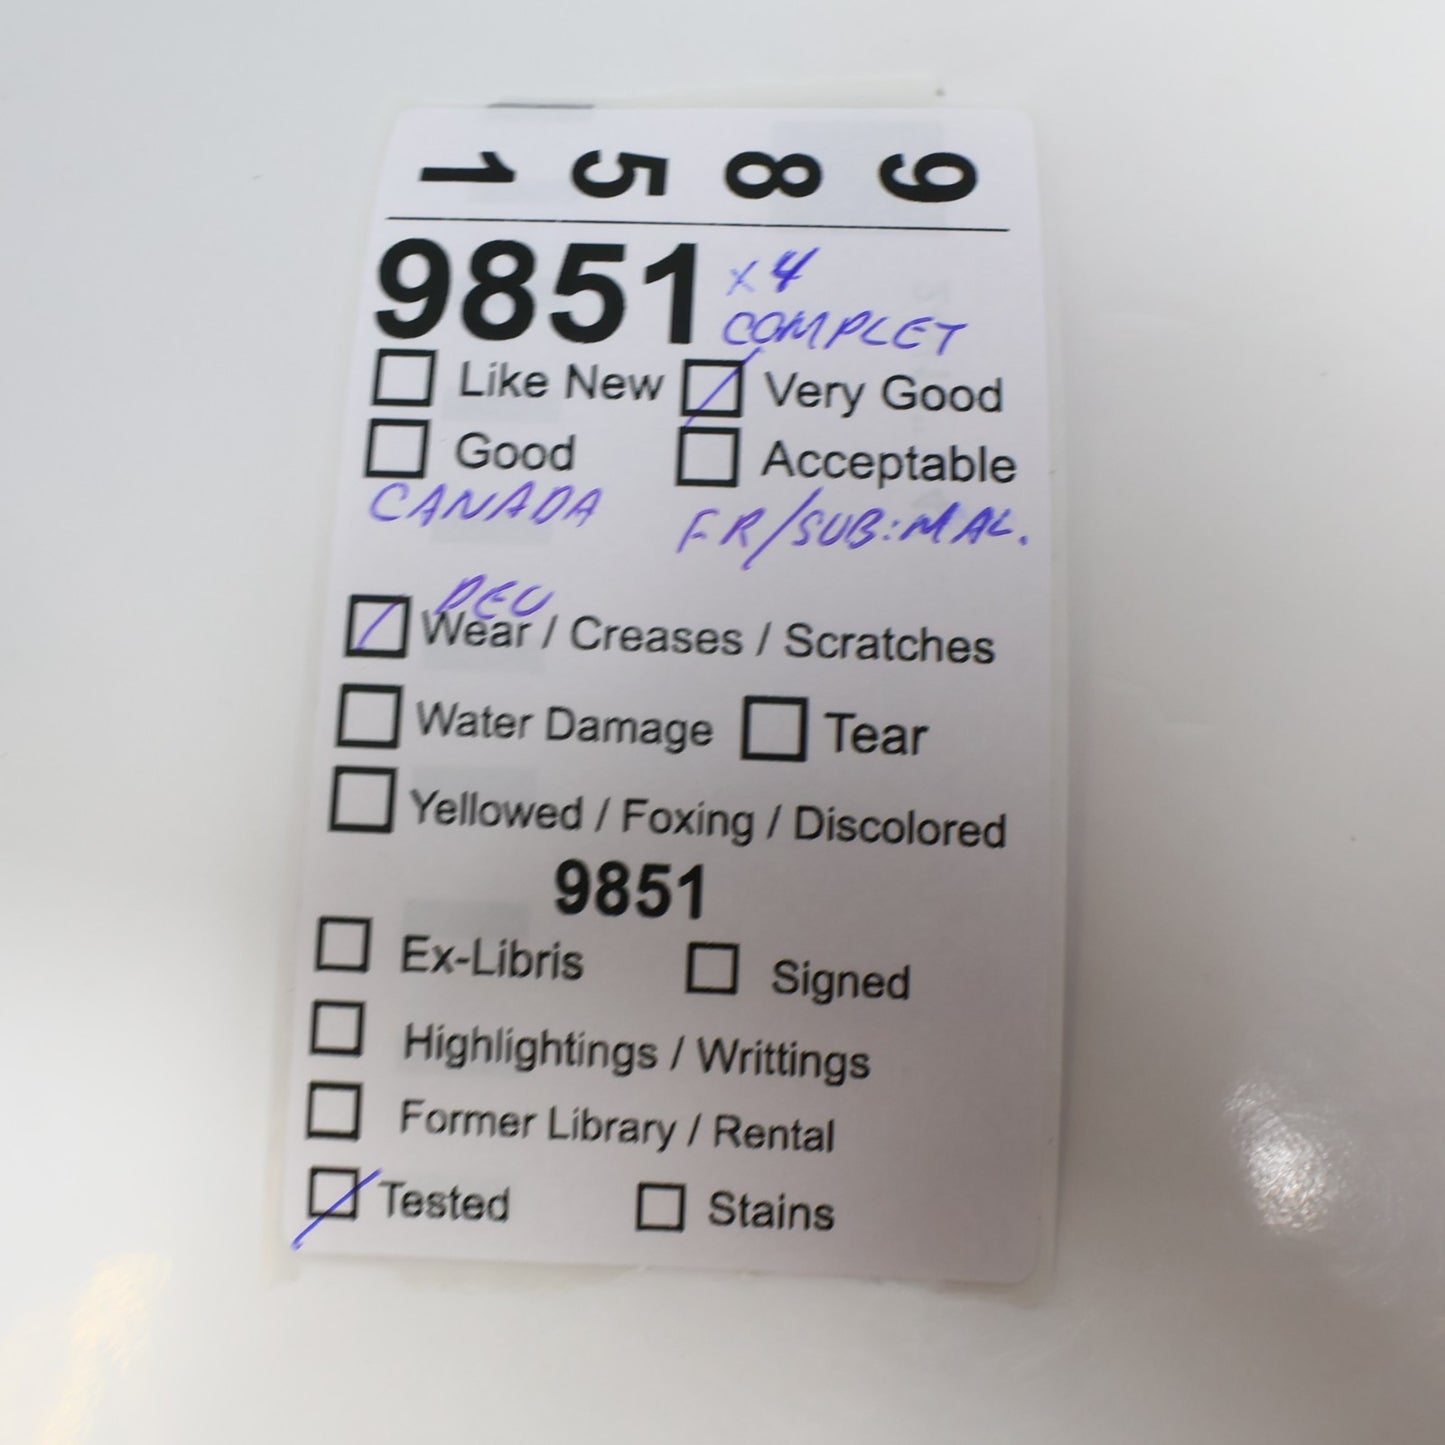 9 8 5 1
9851 x4
COMPLET
Like New Very Good
Good Acceptable
CANADA FR/SUB:MAL.
PEU
Wear / Creases / Scratches
Water Damage Tear
Yellowed / Foxing / Discolored
9851
Ex-Libris Signed
Highlightings / Writtings
Former Library / Rental
Tested Stains